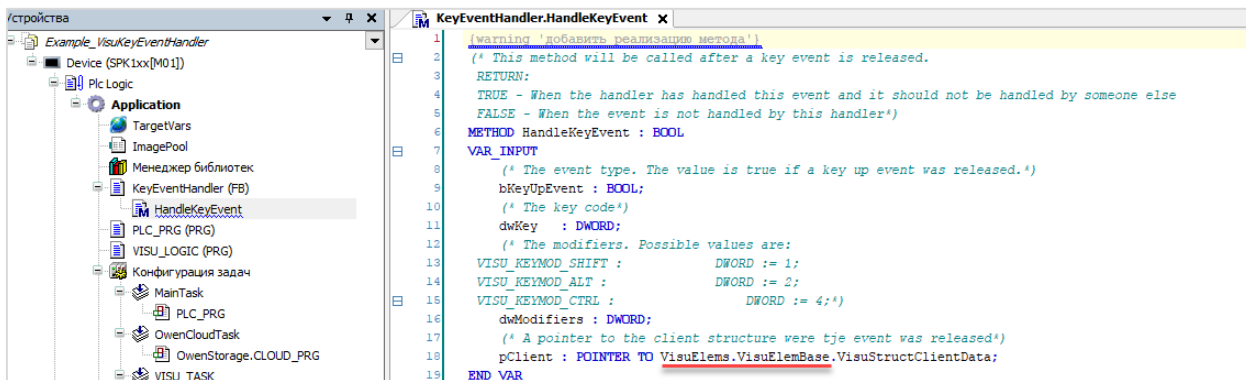 /стройства
Example_VisuKeyEventHandler
Device (SPK1xx[M01])
Plc Logic
Application
TargetVars
ImagePool
Менеджер библиотек
KeyEventHandler (FB)
HandleKeyEvent
PLC_PRG (PRG)
VISU_LOGIC (PRG)
Конфигурация задач
MainTask
PLC_PRG
OwenCloudTask
OwenStorage.CLOUD_PRG
VISU_TASK
KeyEventHandler.HandleKeyEvent X
1 {warning 'добавить реализацию метода'}
2 (* This method will be called after a key event is released.
3 RETURN:
4 TRUE - When the handler has handled this event and it should not be handled by someone else
5 FALSE - When the event is not handled by this handler*)
6 METHOD HandleKeyEvent : BOOL
7 VAR_INPUT
8 (* The event type. The value is true if a key up event was released.*)
9 bKeyUpEvent : BOOL;
10 (* The key code*)
11 dwKey : DWORD;
12 (* The modifiers. Possible values are:
13 VISU_KEYMOD_SHIFT : DWORD := 1;
14 VISU_KEYMOD_ALT : DWORD := 2;
15 VISU_KEYMOD_CTRL : DWORD := 4;*)
16 dwModifiers : DWORD;
17 (* A pointer to the client structure were tje event was released*)
18 pClient : POINTER TO VisuElems.VisuElemBase.VisuStructClientData;
19 END_VAR